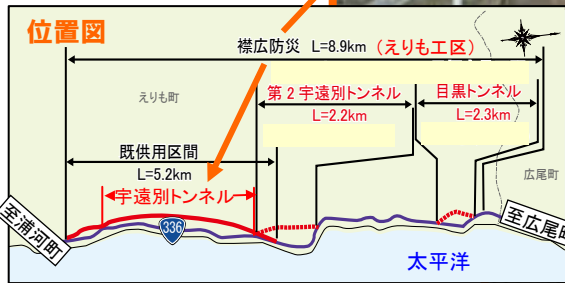 位置図
襟広防災 L=8.9km (えりも工区)
えりも町
第2宇遠別トンネル
L=2.2km
目黒トンネル
L=2.3km
既供用区間
L=5.2km
広尾町
宇遠別トンネル
至浦河町
336
至広尾町
太平洋